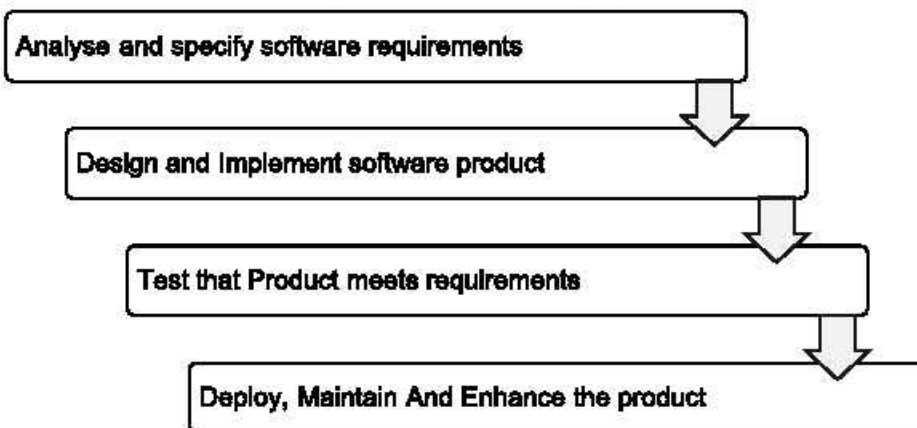 Analyse and specify software requirements
Design and Implement software product
Test that Product meets requirements
Deploy, Maintain And Enhance the product